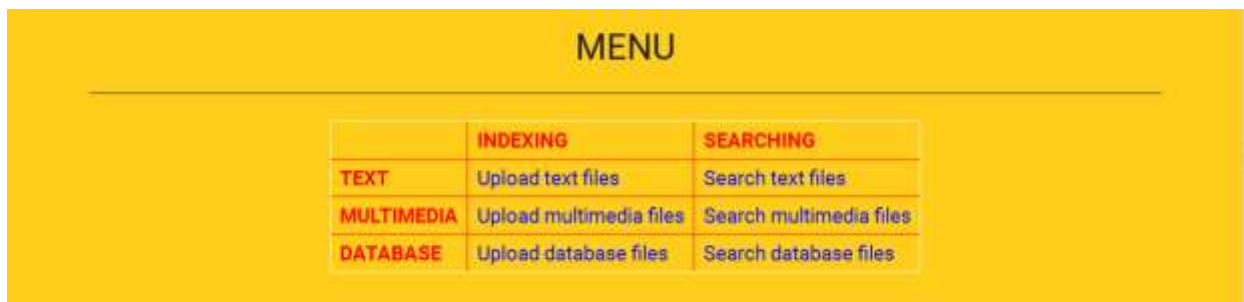 MENU
INDEXING SEARCHING
TEXT Upload text files Search text files
MULTIMEDIA Upload multimedia files Search multimedia files
DATABASE Upload database files Search database files